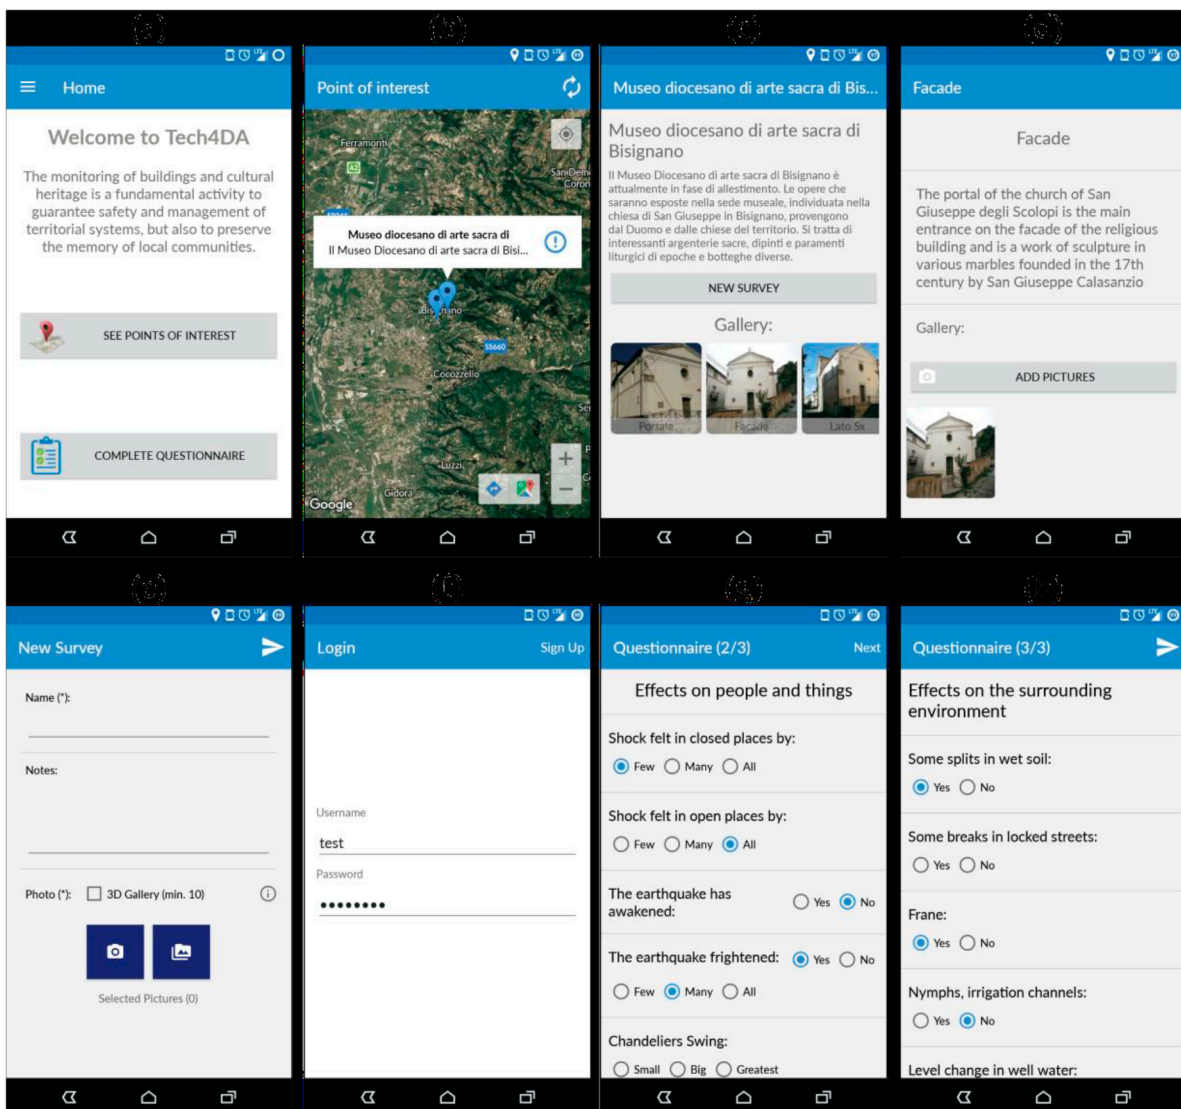 (a)
(b)
(c)
Home
Welcome to Tech4DA
The monitoring of buildings and cultural
heritage is a fundamental activity to
guarantee safety and management of
territorial systems, but also to preserve
the memory of local communities.
SEE POINTS OF INTEREST
COMPLETE QUESTIONNAIRE
Point of interest
Ferramonti
A2
San Deme
Coron
Museo diocesano di arte sacra di
Il Museo Diocesano di arte sacra di Bisi...
Bisignano
SS660
Cocozzello
Luzzi
Gidora
Google
Museo diocesano di arte sacra di Bis...
Museo diocesano di arte sacra di
Bisignano
Il Museo Diocesano di arte sacra di Bisignano è
attualmente in fase di allestimento. Le opere che
saranno esposte nella sede museale, individuata nella
chiesa di San Giuseppe in Bisignano, provengono
dal Duomo e dalle chiese del territorio. Si tratta di
interessanti argenterie sacre, dipinti e paramenti
liturgici di epoche e botteghe diverse.
NEW SURVEY
Gallery:
Portale
Facade
Lato Sx
Facade
Facade
The portal of the church of San
Giuseppe degli Scolopi is the main
entrance on the facade of the religious
building and is a work of sculpture in
various marbles founded in the 17th
century by San Giuseppe Calasanzio
Gallery:
ADD PICTURES
(f)
(g)
(h)
New Survey
Name (*):
Notes:
Photo (*):
3D Gallery (min. 10)
Selected Pictures (0)
Login
Sign Up
Username
test
Password
Questionnaire (2/3)
Next
Effects on people and things
Shock felt in closed places by:
Few Many All
Shock felt in open places by:
Few Many All
The earthquake has
awakened:
Yes No
The earthquake frightened:
Yes No
Few Many All
Chandeliers Swing:
Small Big Greatest
Questionnaire (3/3)
Effects on the surrounding
environment
Some splits in wet soil:
Yes No
Some breaks in locked streets:
Yes No
Frane:
Yes No
Nymphs, irrigation channels:
Yes No
Level change in well water: